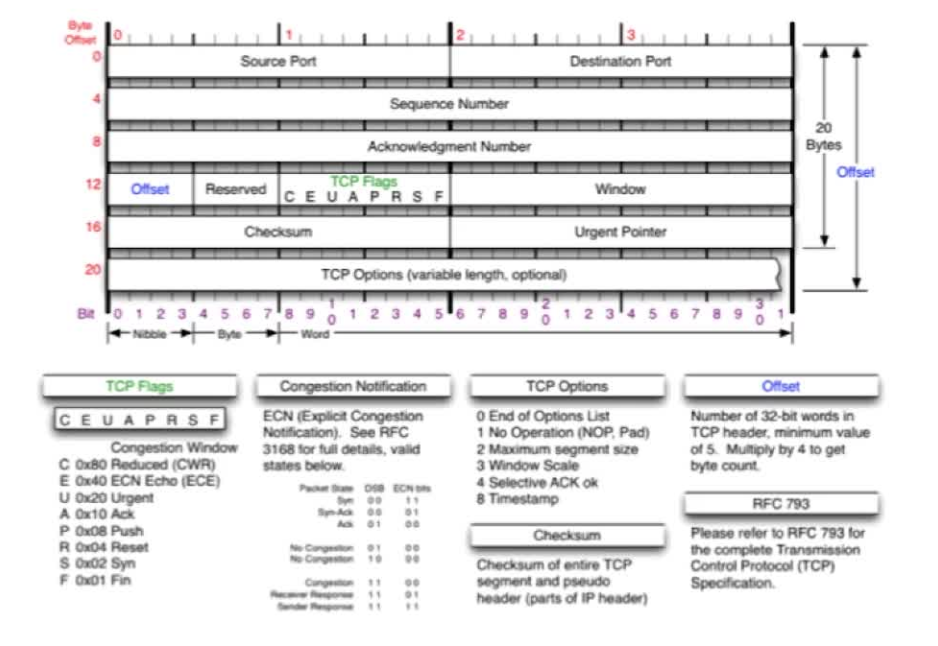 Byte
Offset
0 1 2 3
0 Source Port Destination Port
4 Sequence Number
8 Acknowledgment Number
12 Offset Reserved TCP Flags Window
C E U A P R S F
16 Checksum Urgent Pointer
20 TCP Options (variable length, optional)
20
Bytes
Offset
Bit 0 1 2 3 4 5 6 7 8 9 1 0 1 2 3 4 5 6 7 8 9 2 0 1 2 3 4 5 6 7 8 9 3 0 1
Nibble Byte Word
TCP Flags
C E U A P R S F
Congestion Window
C 0x80 Reduced (CWR)
E 0x40 ECN Echo (ECE)
U 0x20 Urgent
A 0x10 Ack
P 0x08 Push
R 0x04 Reset
S 0x02 Syn
F 0x01 Fin
Congestion Notification
ECN (Explicit Congestion
Notification). See RFC
3168 for full details, valid
states below.
Packet State DSB ECN bits
Syn 0 0 1 1
Syn-Ack 0 0 0 1
Ack 0 1 0 0
No Congestion 0 1 0 0
No Congestion 1 0 0 0
Congestion 1 1 0 0
Receiver Response 1 1 0 1
Sender Response 1 1 1 1
TCP Options
0 End of Options List
1 No Operation (NOP, Pad)
2 Maximum segment size
3 Window Scale
4 Selective ACK ok
8 Timestamp
Checksum
Checksum of entire TCP
segment and pseudo
header (parts of IP header)
Offset
Number of 32-bit words in
TCP header, minimum value
of 5. Multiply by 4 to get
byte count.
RFC 793
Please refer to RFC 793 for
the complete Transmission
Control Protocol (TCP)
Specification.